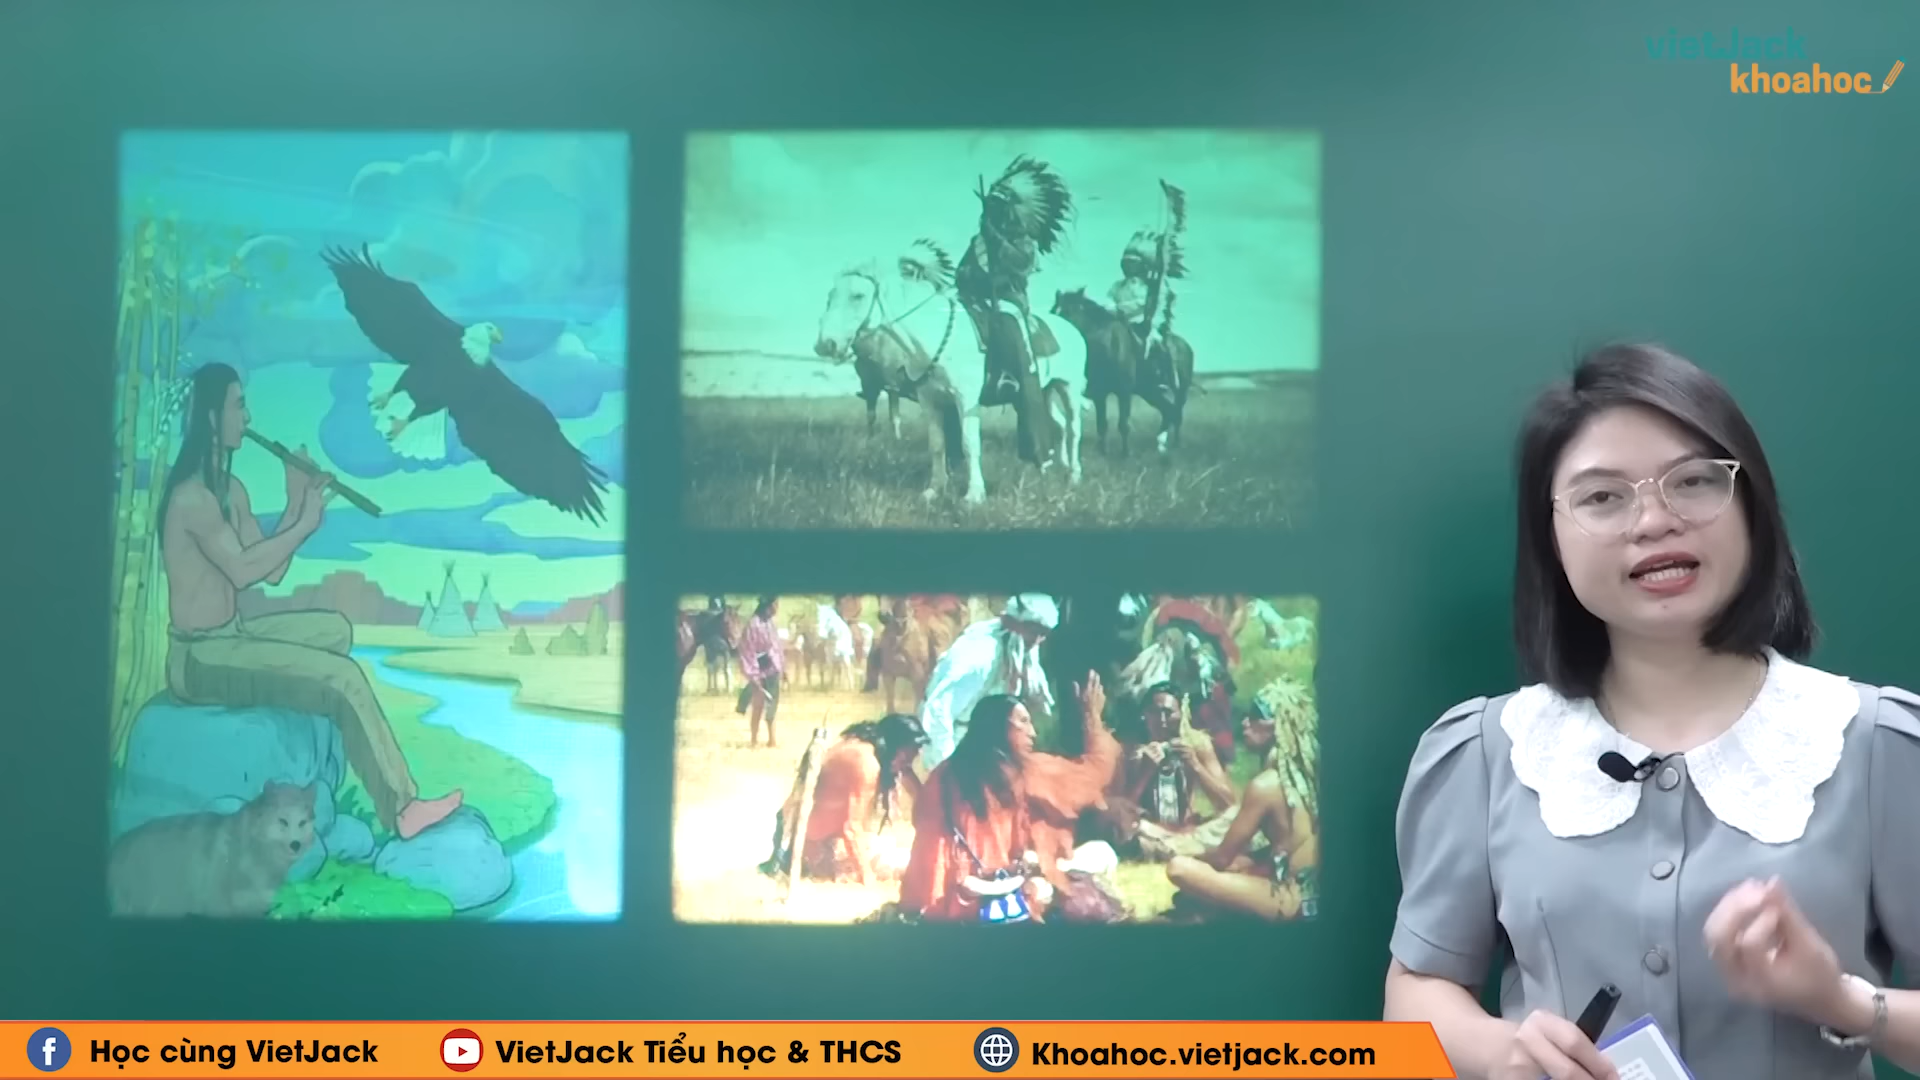 vietJack
khoahoc
Học cùng VietJack
VietJack Tiểu học & THCS
Khoahoc.vietjack.com